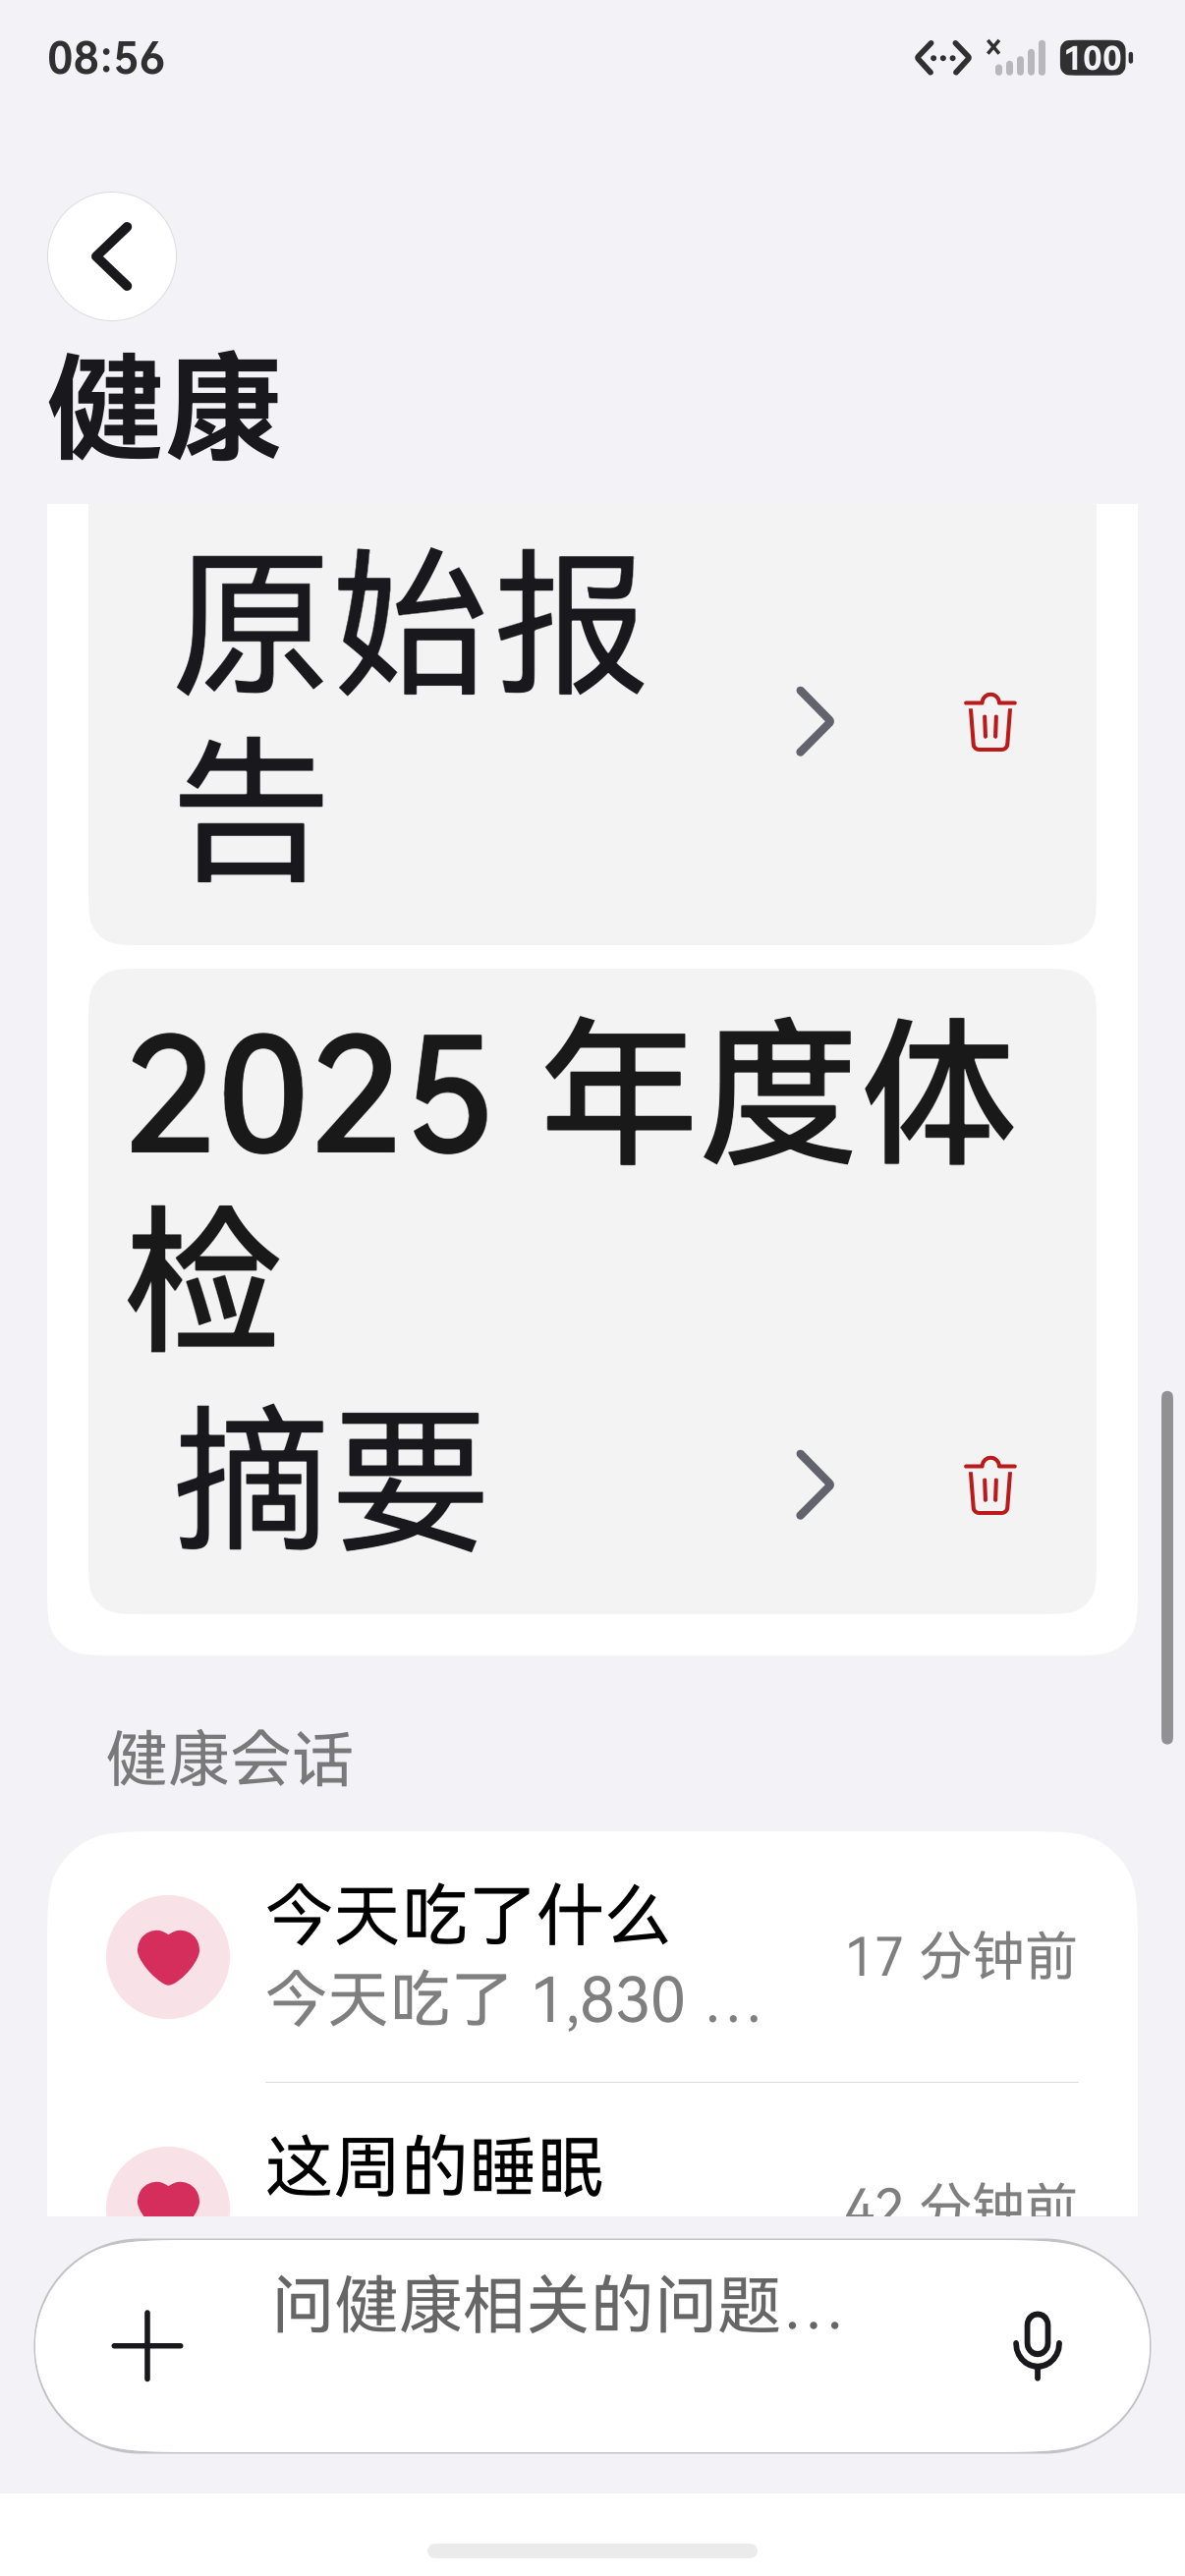 08:56
100
健康
原始报
告
2025 年度体
检
摘要
健康会话
今天吃什么
17 分钟前
今天吃了 1,830 …
这周的睡眠
42 分钟前
问健康相关的问题…